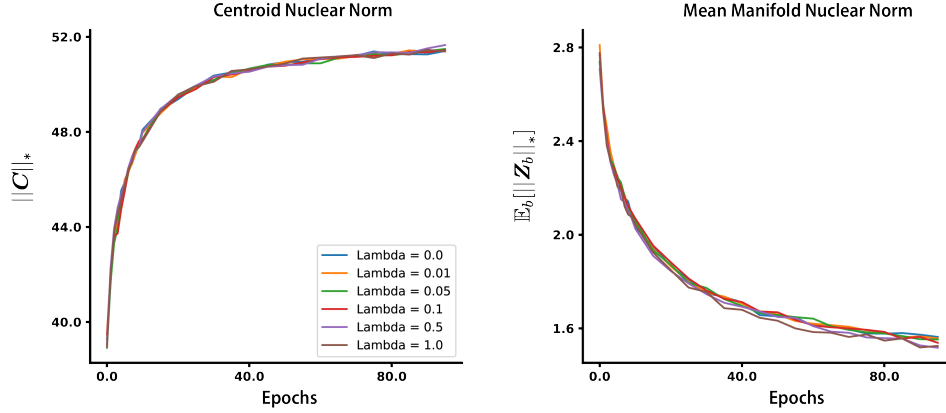 Centroid Nuclear Norm
52.0
48.0
44.0
40.0
||C||∗
0.0
40.0
80.0
Epochs
Lambda = 0.0
Lambda = 0.01
Lambda = 0.05
Lambda = 0.1
Lambda = 0.5
Lambda = 1.0
Mean Manifold Nuclear Norm
2.8
2.4
2.0
1.6
𝔼b[||Zb||∗]
0.0
40.0
80.0
Epochs